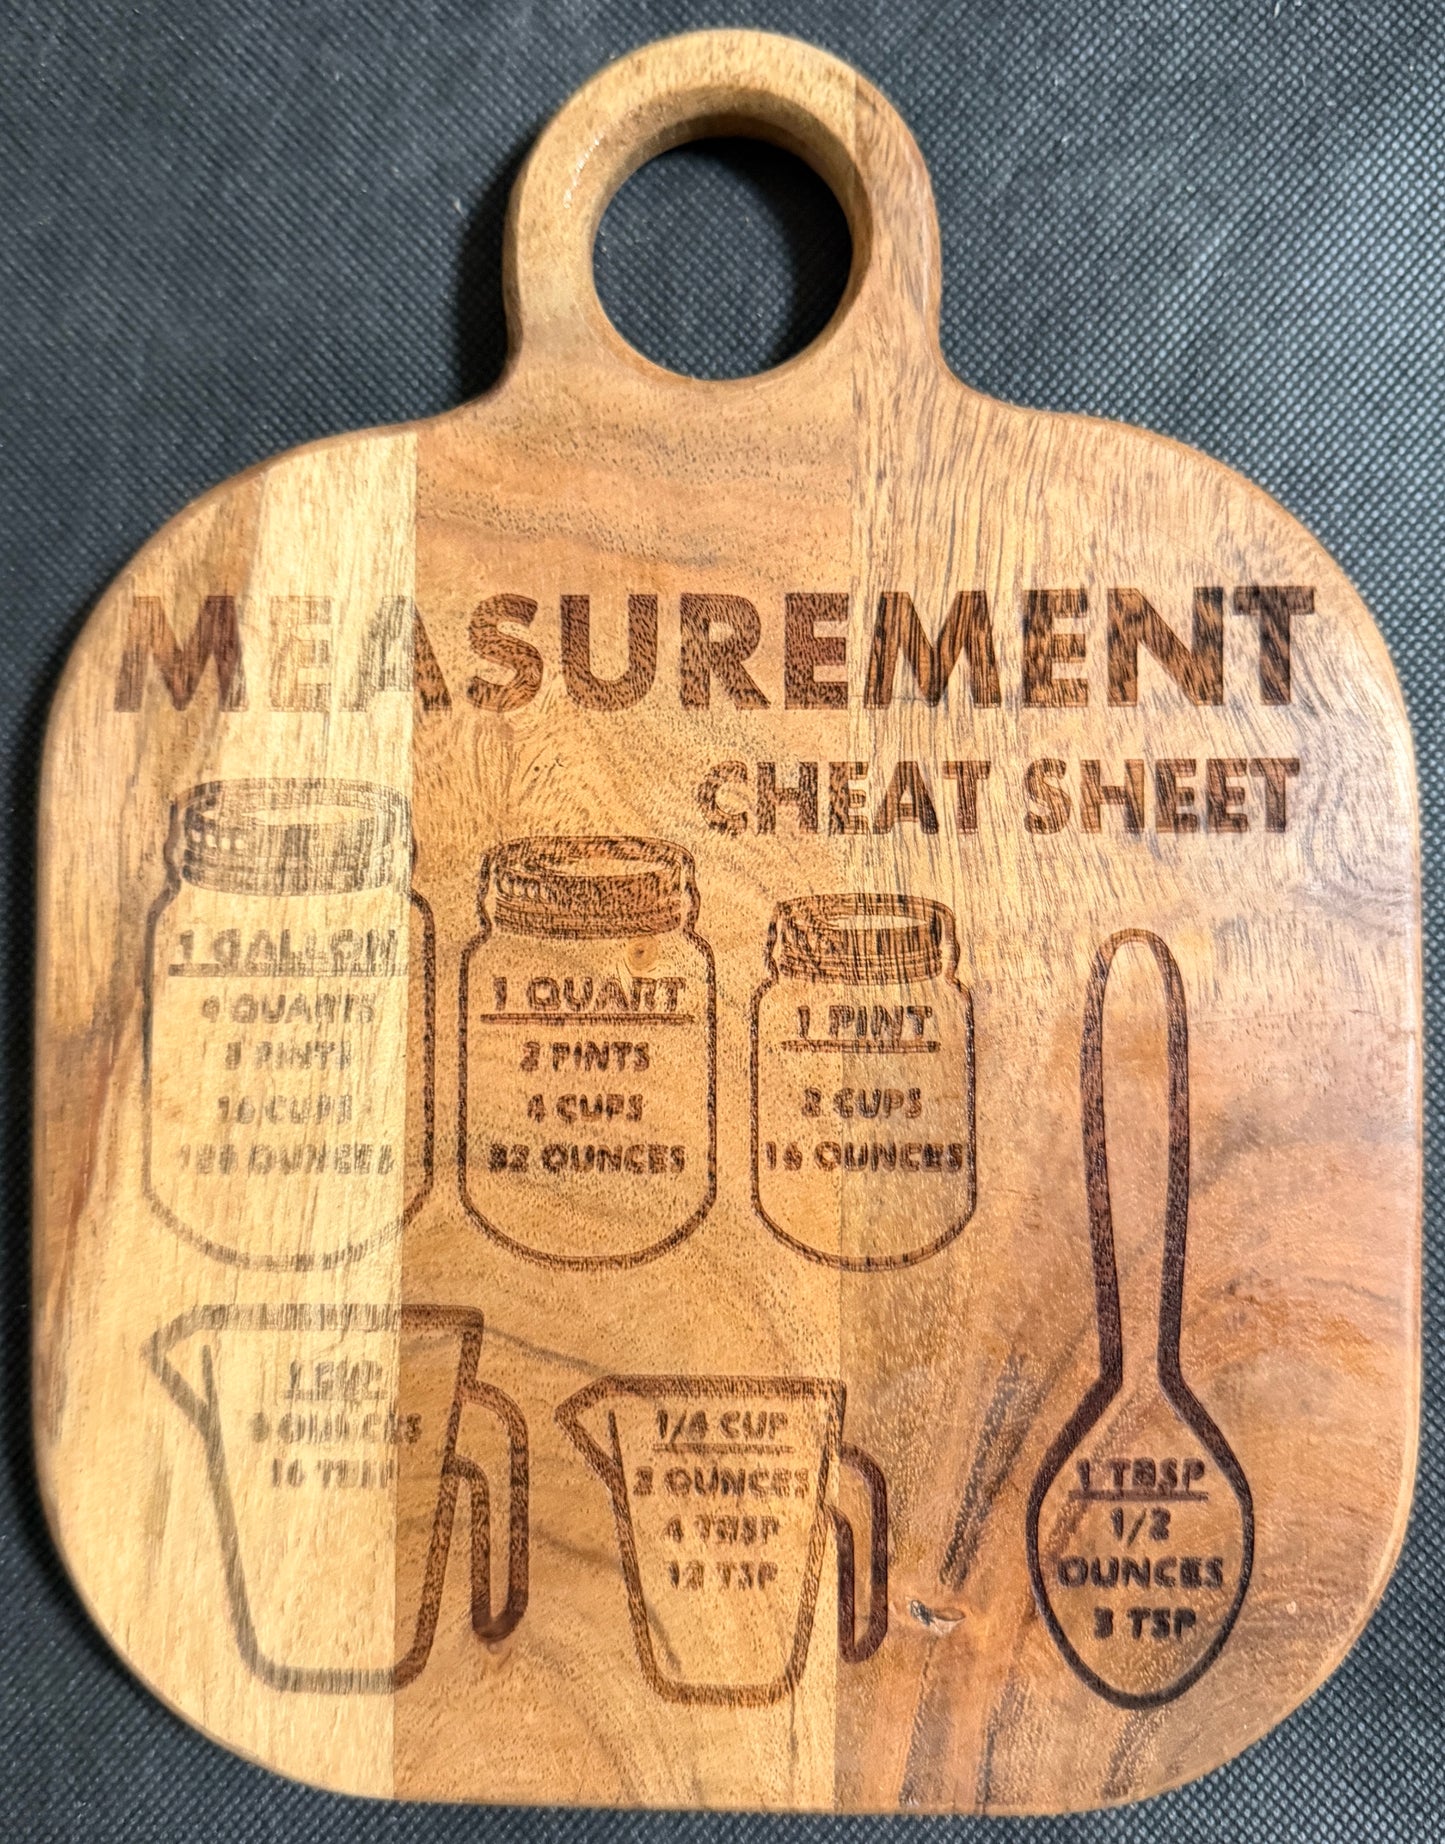 MEASUREMENT
CHEAT SHEET
1 GALLON
4 QUARTS
8 PINTS
16 CUPS
128 OUNCES
1 QUART
2 PINTS
4 CUPS
32 OUNCES
1 PINT
2 CUPS
16 OUNCES
1 CUP
8 OUNCES
16 TBSP
1/4 CUP
2 OUNCES
4 TBSP
12 TSP
1 TBSP
1/2
OUNCES
3 TSP